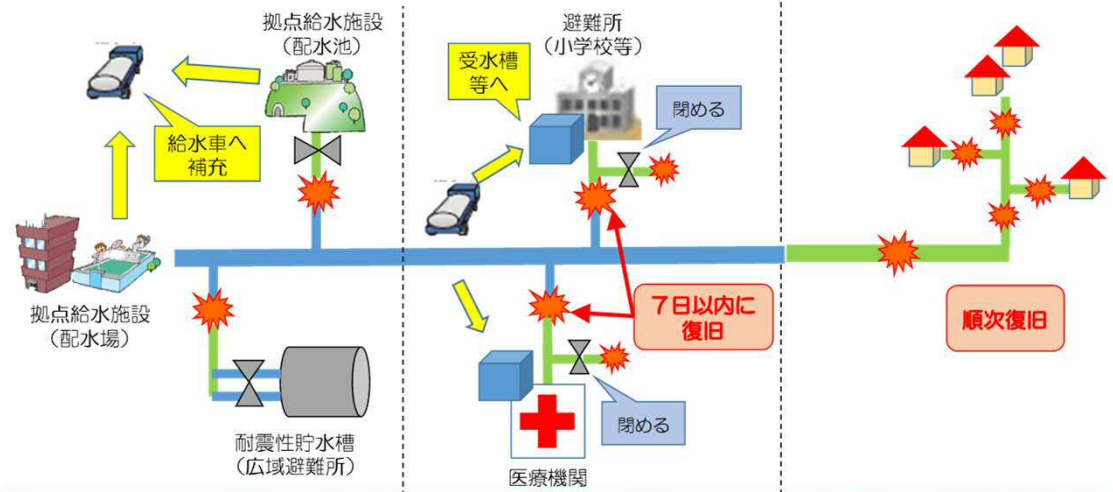 拠点給水施設
（配水池）
給水車へ
補充
拠点給水施設
（配水場）
耐震性貯水槽
（広域避難所）
避難所
（小学校等）
受水槽
等へ
閉める
７日以内に
復旧
閉める
医療機関
順次復旧